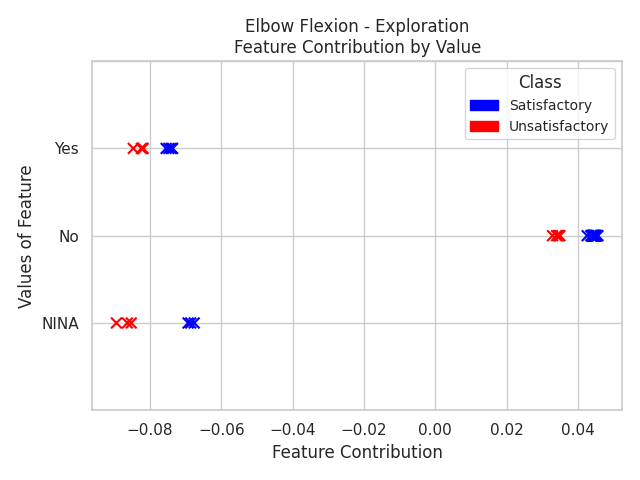 Elbow Flexion - Exploration
Feature Contribution by Value
Class
Satisfactory
Unsatisfactory
Values of Feature
Yes
No
NINA
−0.08 −0.06 −0.04 −0.02 0.00 0.02 0.04
Feature Contribution